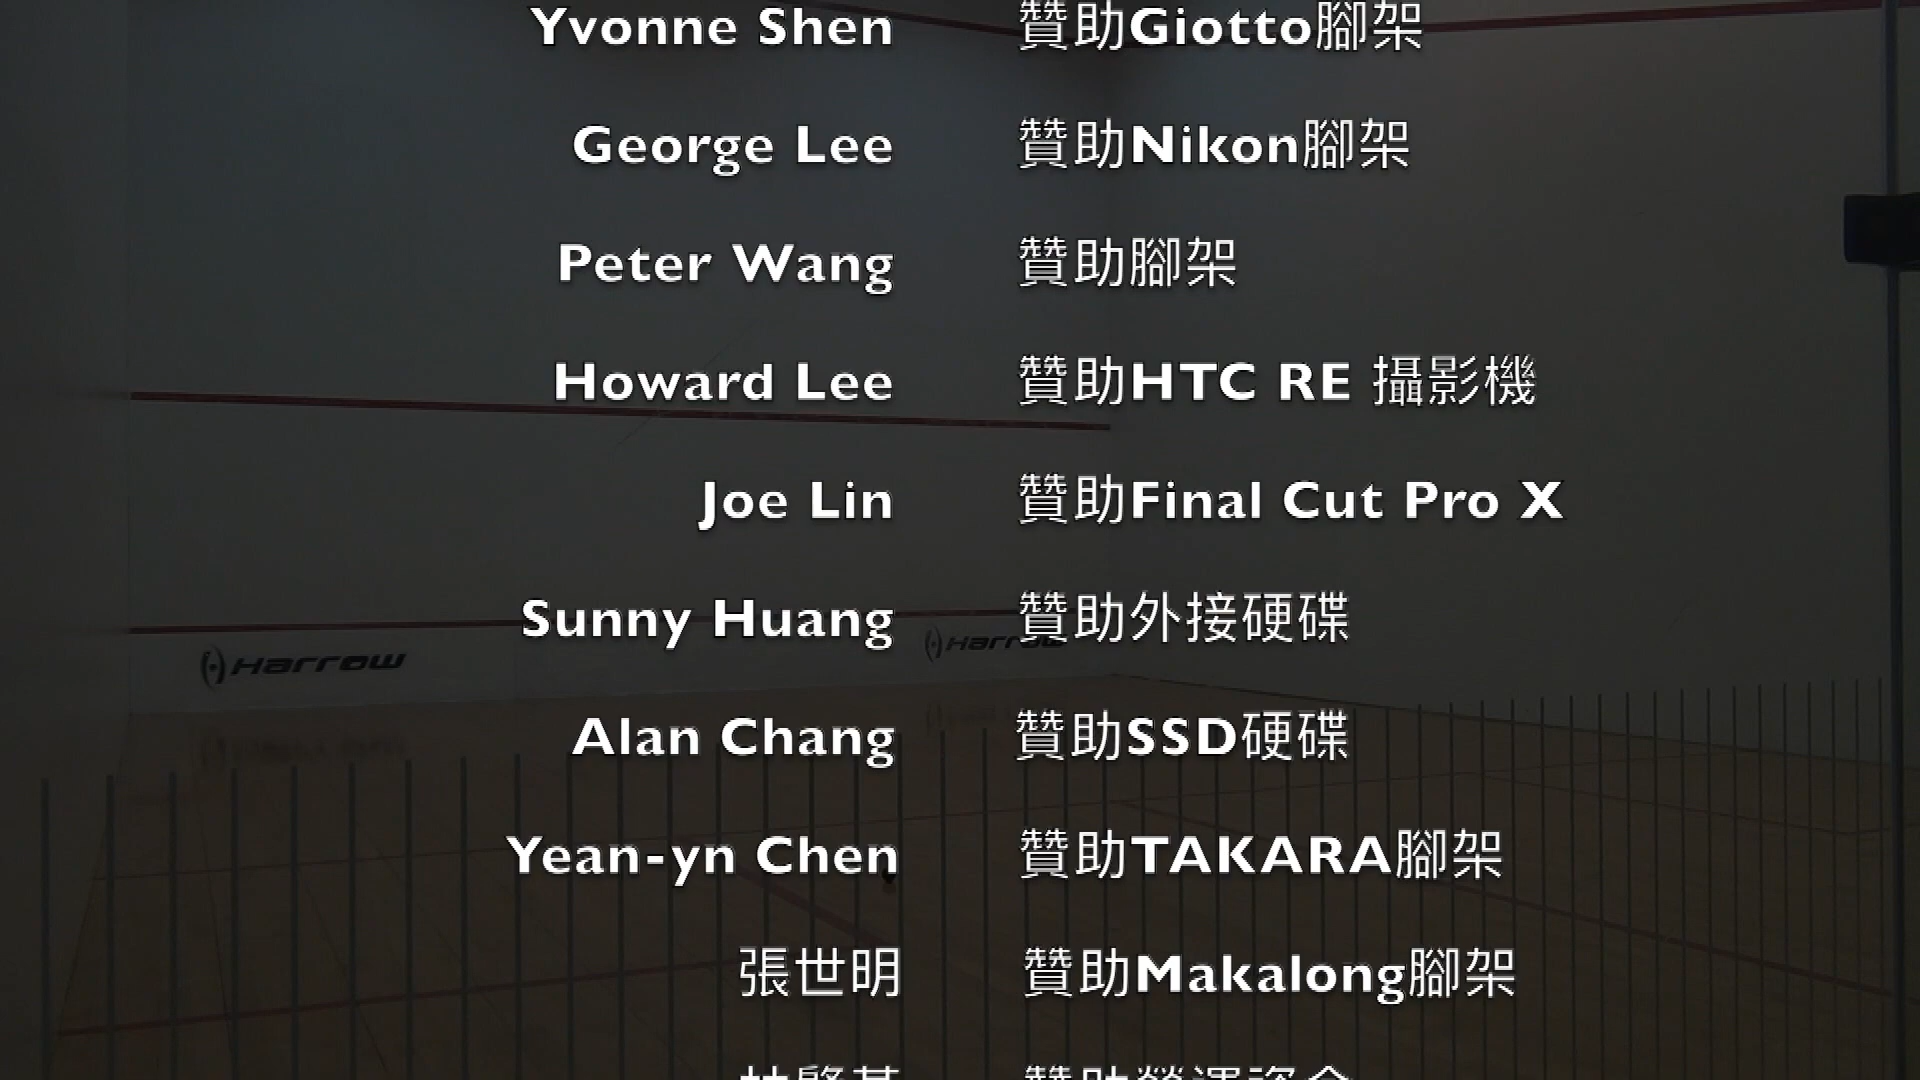 Yvonne Shen 贊助Giotto腳架
George Lee 贊助Nikon腳架
Peter Wang 贊助腳架
Howard Lee 贊助HTC RE 攝影機
Joe Lin 贊助Final Cut Pro X
Sunny Huang 贊助外接硬碟
Harrow Harrow
Alan Chang 贊助SSD硬碟
Yean-yn Chen 贊助TAKARA腳架
張世明 贊助Makalong腳架